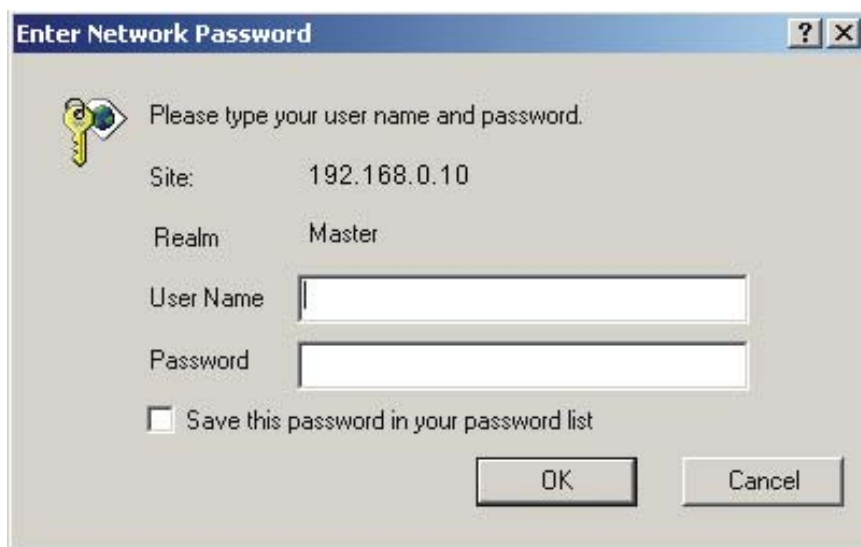 Enter Network Password
Please type your user name and password.
Site: 192.168.0.10
Realm Master
User Name
Password
Save this password in your password list
OK Cancel